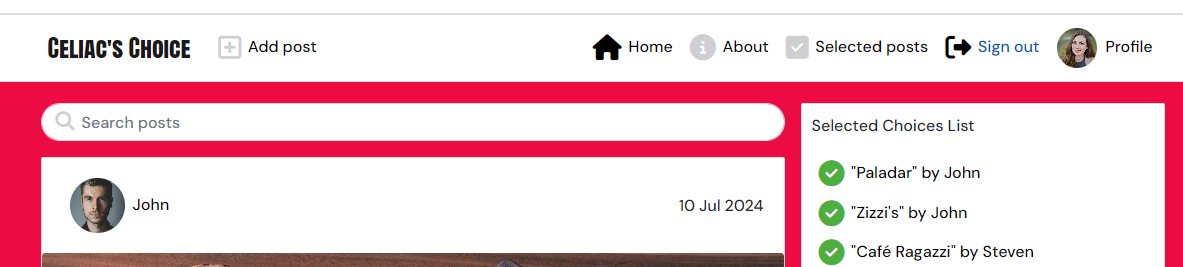 CELIAC'S CHOICE Add post Home About Selected posts Sign out Profile
Search posts
Selected Choices List
John 10 Jul 2024
"Paladar" by John
"Zizzi's" by John
"Café Ragazzi" by Steven